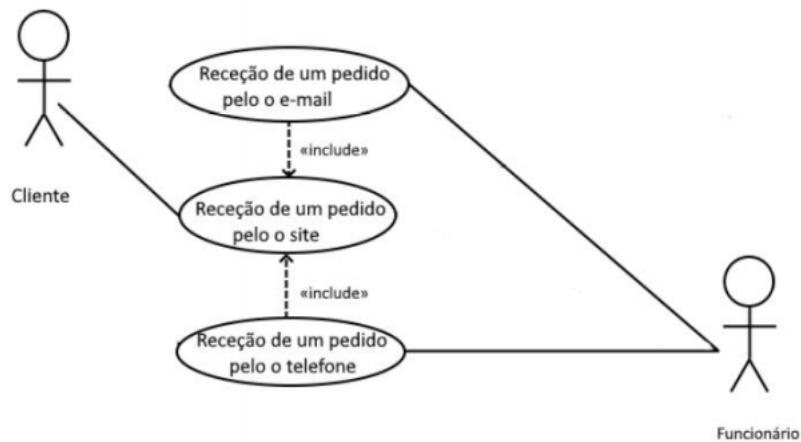 Receção de um pedido
pelo o e-mail
«include»
Cliente
Receção de um pedido
pelo o site
«include»
Receção de um pedido
pelo o telefone
Funcionário